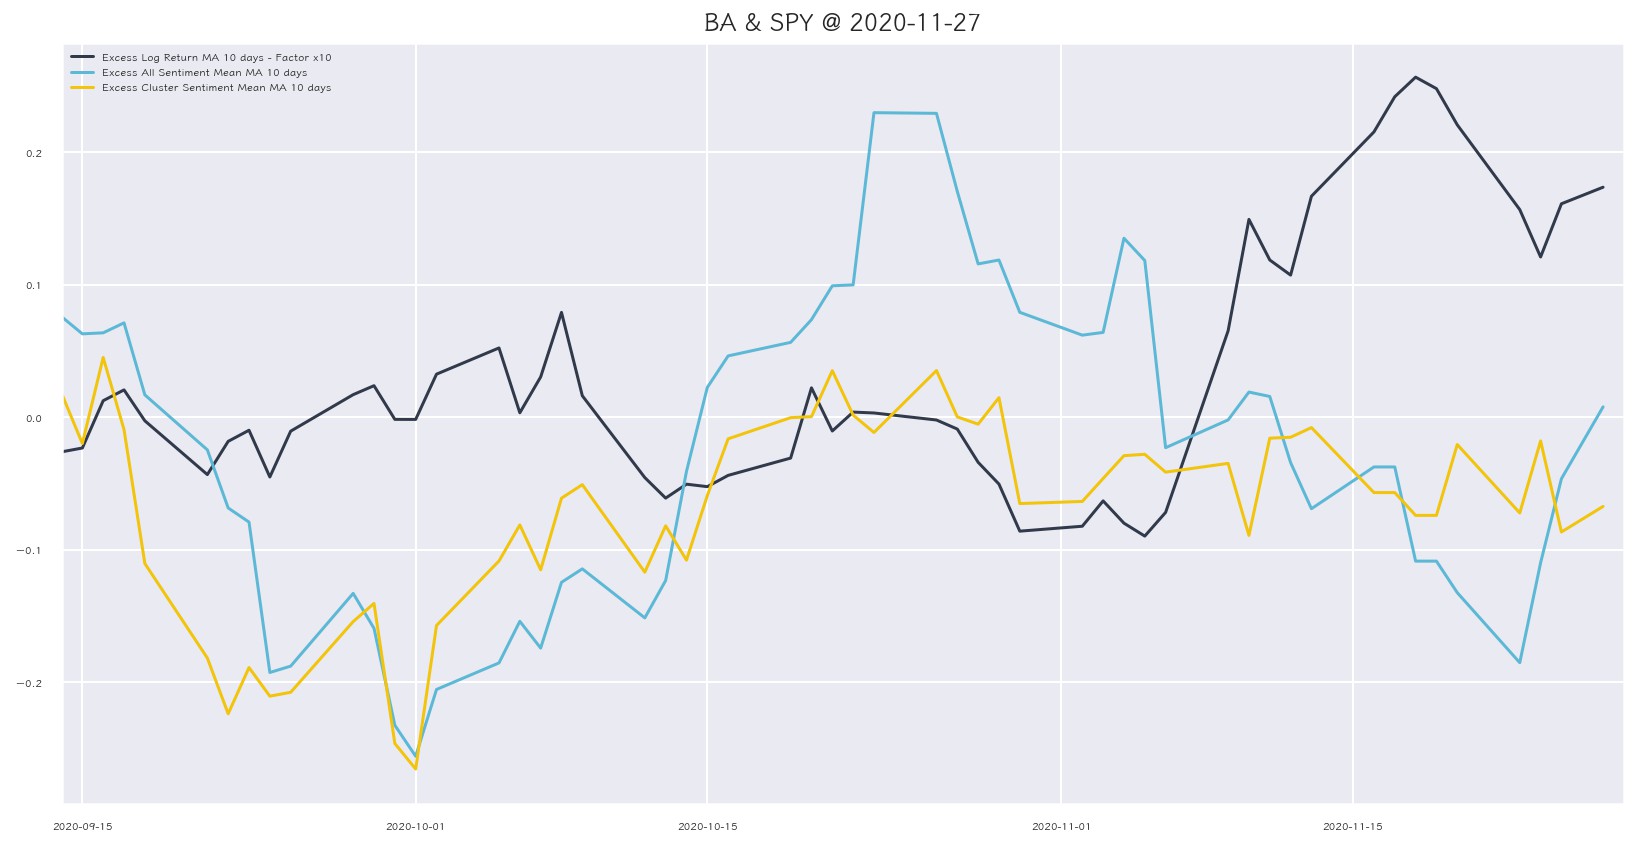 BA & SPY @ 2020-11-27
Excess Log Return MA 10 days - Factor x10
Excess All Sentiment Mean MA 10 days
Excess Cluster Sentiment Mean MA 10 days
0.2
0.1
0.0
−0.1
−0.2
2020-09-15 2020-10-01 2020-10-15 2020-11-01 2020-11-15